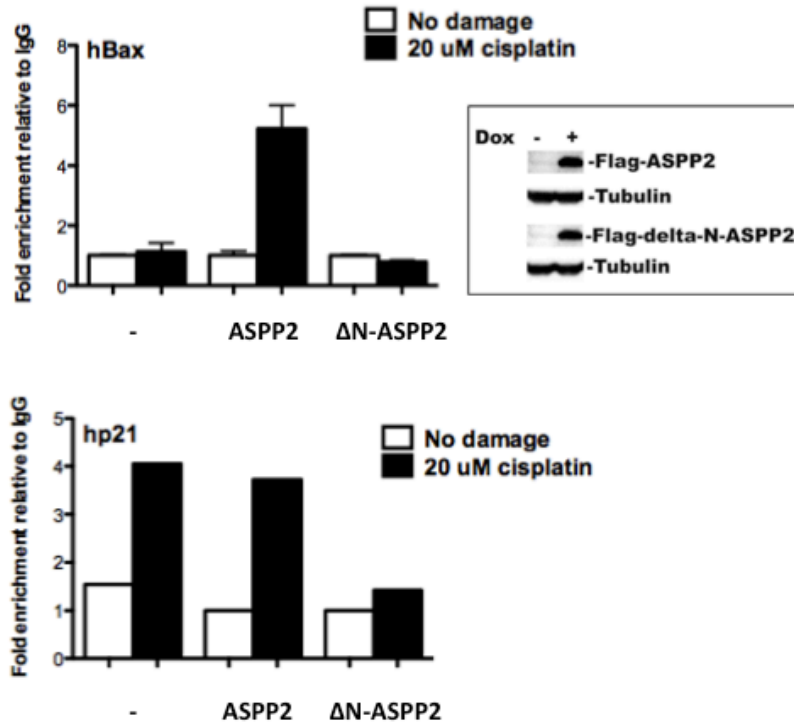 No damage
20 uM cisplatin
hBax
Fold enrichment relative to IgG
8
6
4
2
0
- ASPP2 ΔN-ASPP2
Dox - +
-Flag-ASPP2
-Tubulin
-Flag-delta-N-ASPP2
-Tubulin
hp21
No damage
20 uM cisplatin
Fold enrichment relative to IgG
5
4
3
2
1
0
- ASPP2 ΔN-ASPP2